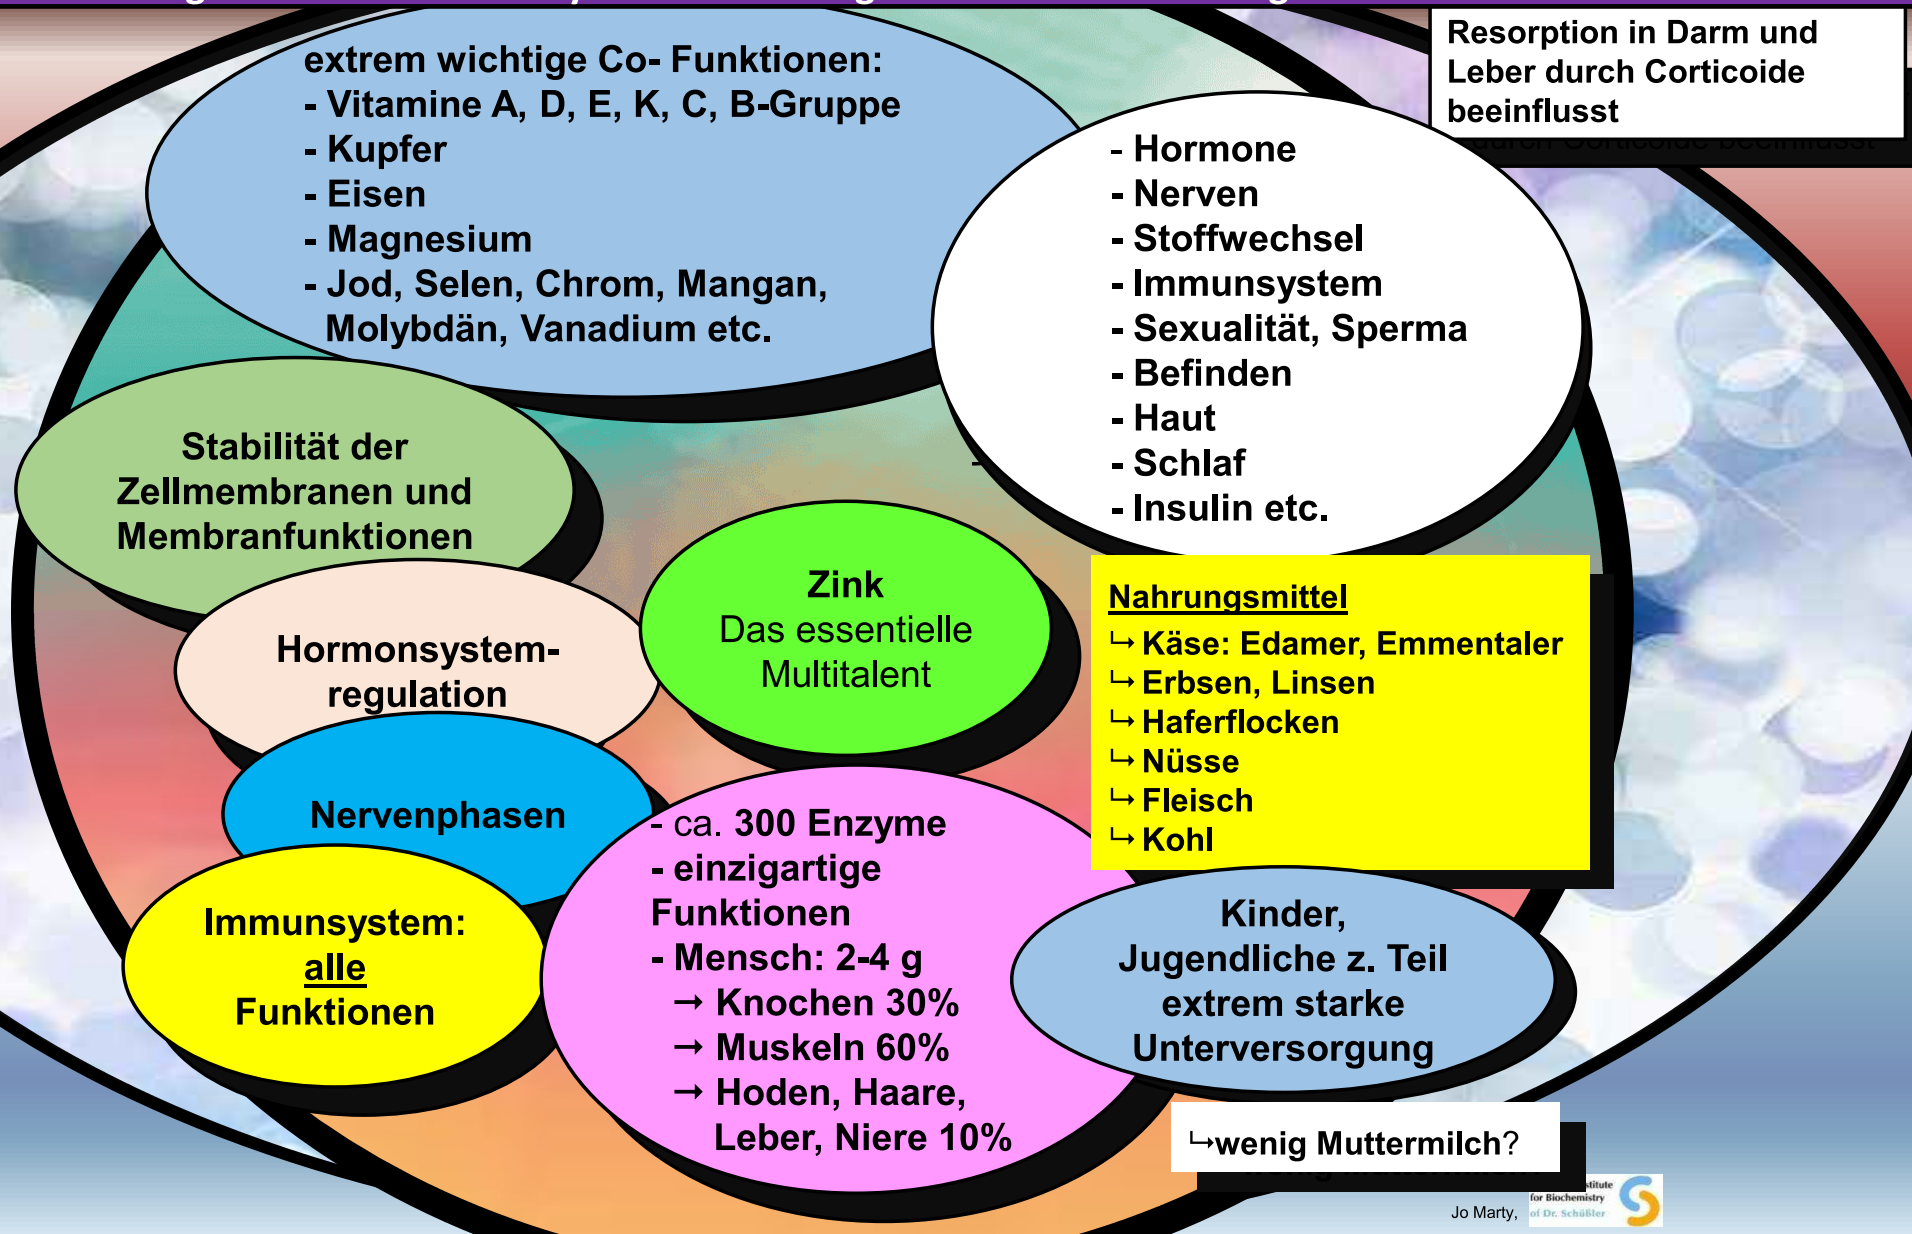 extrem wichtige Co- Funktionen:
- Vitamine A, D, E, K, C, B-Gruppe
- Kupfer
- Eisen
- Magnesium
- Jod, Selen, Chrom, Mangan,
Molybdän, Vanadium etc.
Resorption in Darm und
Leber durch Corticoide
beeinflusst
- Hormone
- Nerven
- Stoffwechsel
- Immunsystem
- Sexualität, Sperma
- Befinden
- Haut
- Schlaf
- Insulin etc.
Stabilität der
Zellmembranen und
Membranfunktionen
Hormonsystem-
regulation
Nervenphasen
Immunsystem:
alle
Funktionen
Zink
Das essentielle
Multitalent
Nahrungsmittel
↳ Käse: Edamer, Emmentaler
↳ Erbsen, Linsen
↳ Haferflocken
↳ Nüsse
↳ Fleisch
↳ Kohl
- ca. 300 Enzyme
- einzigartige
Funktionen
- Mensch: 2-4 g
→ Knochen 30%
→ Muskeln 60%
→ Hoden, Haare,
Leber, Niere 10%
Kinder,
Jugendliche z. Teil
extrem starke
Unterversorgung
↳wenig Muttermilch?
Jo Marty,
for Biochemistry
of Dr. Schüßler